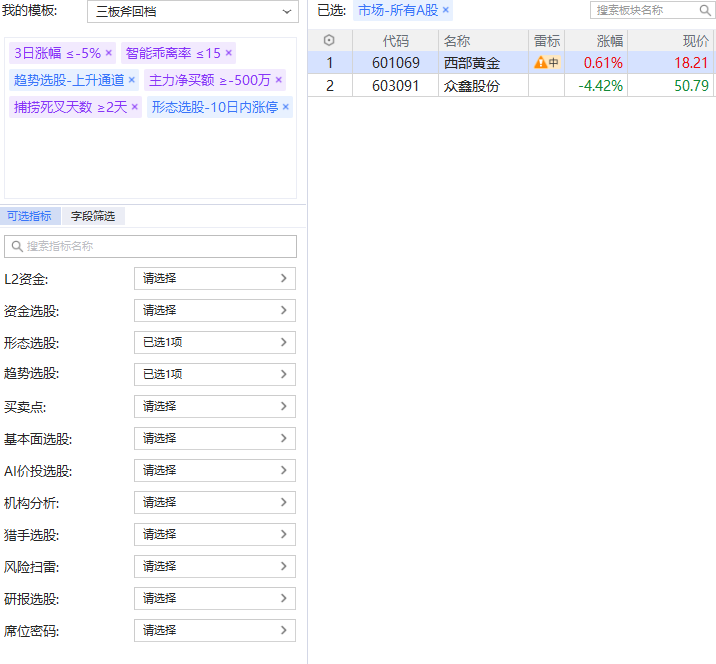 我的模板: 三板斧回档
3日涨幅 ≤-5% × 智能乖离率 ≤15 ×
趋势选股-上升通道 × 主力净买额 ≥-500万 ×
捕捞死叉天数 ≥2天 × 形态选股-10日内涨停 ×
可选指标 字段筛选
搜索指标名称
L2资金: 请选择
资金选股: 请选择
形态选股: 已选1项
趋势选股: 已选1项
买卖点: 请选择
基本面选股: 请选择
AI价投选股: 请选择
机构分析: 请选择
猎手选股: 请选择
风险扫雷: 请选择
研报选股: 请选择
席位密码: 请选择
已选: 市场-所有A股 × 搜索板块名称
代码 名称 雷标 涨幅 现价
1 601069 西部黄金 中 0.61% 18.21
2 603091 众鑫股份 -4.42% 50.79